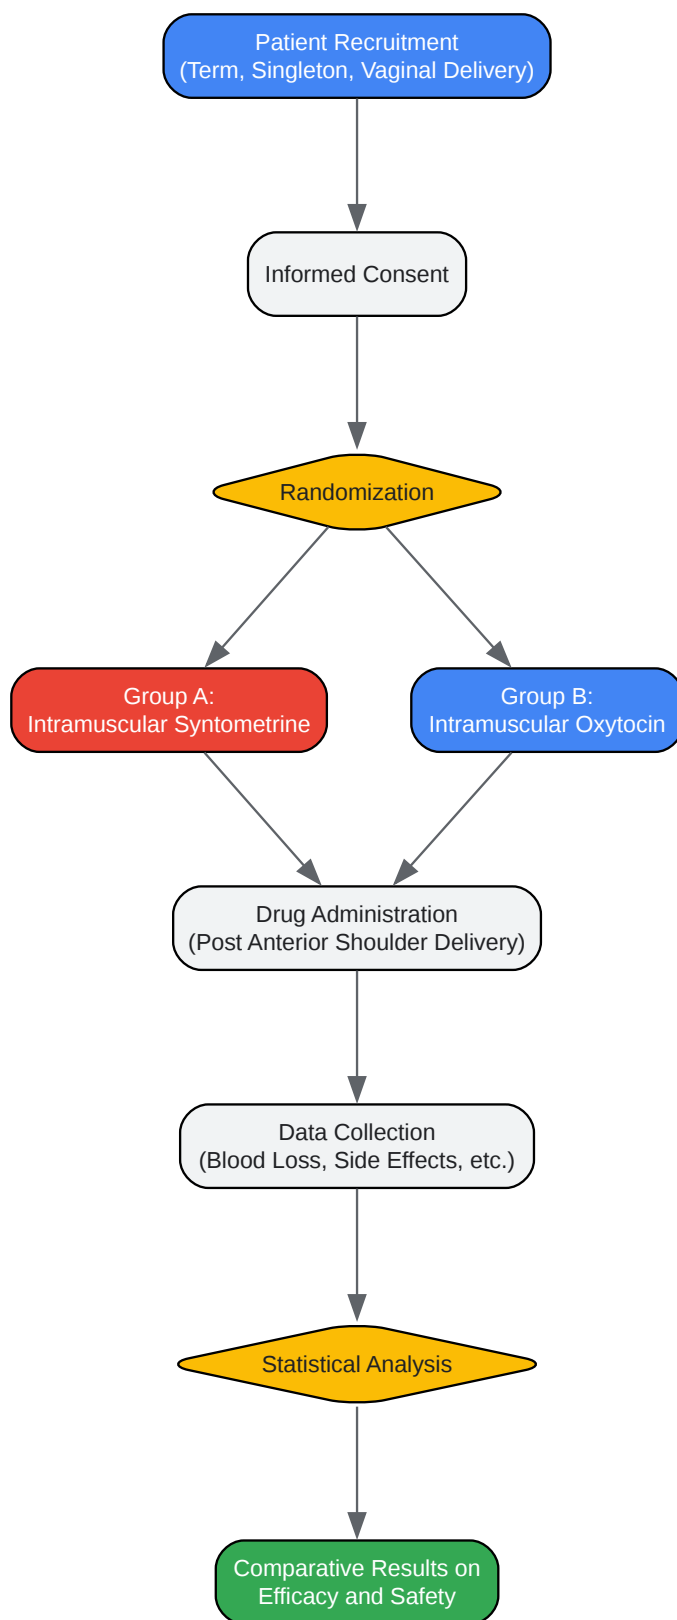 Patient Recruitment
(Term, Singleton, Vaginal Delivery)
Informed Consent
Randomization
Group A:
Intramuscular Syntometrine
Group B:
Intramuscular Oxytocin
Drug Administration
(Post Anterior Shoulder Delivery)
Data Collection
(Blood Loss, Side Effects, etc.)
Statistical Analysis
Comparative Results on
Efficacy and Safety